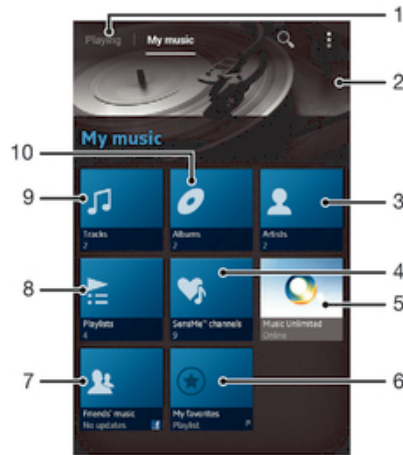 1
Playing | My music
2
My music
10
9
Tracks
2
Albums
2
Artists
2
3
4
8
Playlists
4
SensMe™ channels
9
Music Unlimited
Online
5
7
Friends' music
No updates
f
My favorites
Playlist
6